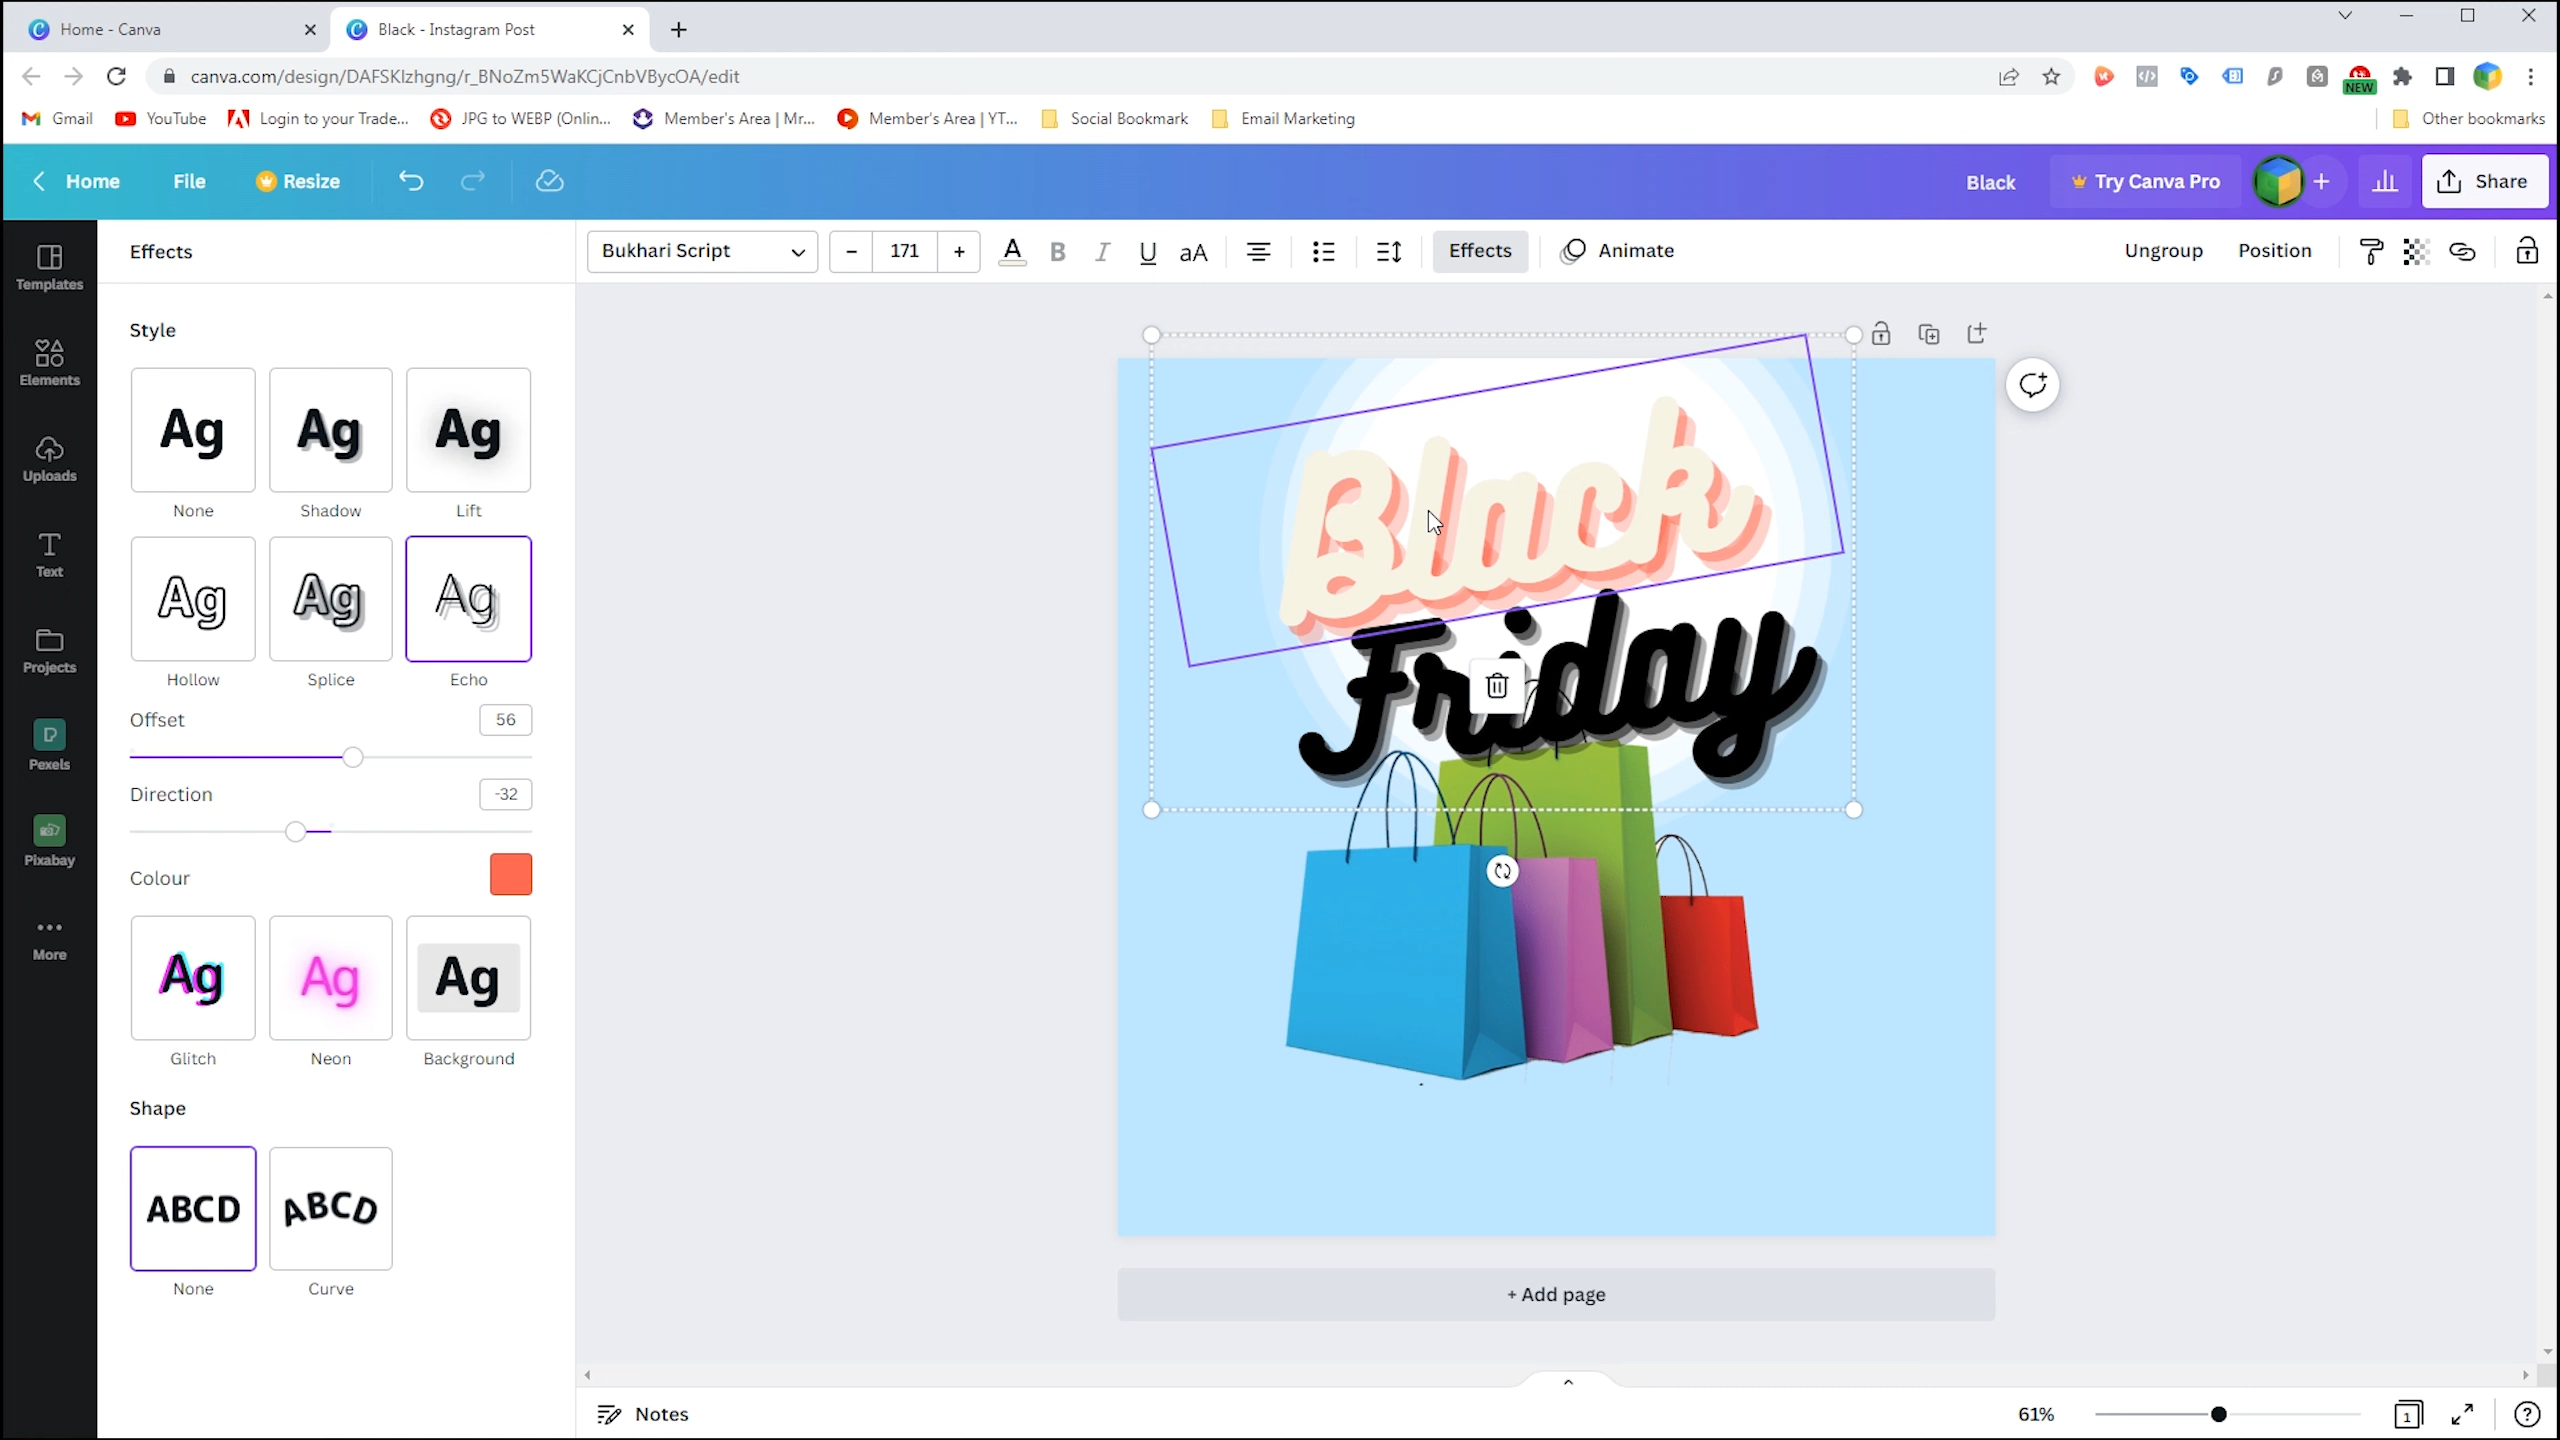 Home - Canva
Black - Instagram Post
canva.com/design/DAFSKIzhgng/r_BNoZm5WaKCjCnbVBycOA/edit
NEW
Gmail
YouTube
Login to your Trade...
JPG to WEBP (Onlin...
Member's Area | Mr...
Member's Area | YT...
Social Bookmark
Email Marketing
Other bookmarks
Home
File
Resize
Black
Try Canva Pro
Share
Effects
Bukhari Script
171
A
B
I
U
aA
Effects
Animate
Ungroup
Position
Templates
Elements
Uploads
Text
Projects
Pexels
Pixabay
More
Style
Ag
Ag
Ag
None
Shadow
Lift
Ag
Ag
Ag
Hollow
Splice
Echo
Offset
56
Direction
-32
Colour
Ag
Ag
Ag
Glitch
Neon
Background
Shape
ABCD
ABCD
None
Curve
Black
Friday
+ Add page
Notes
61%
1